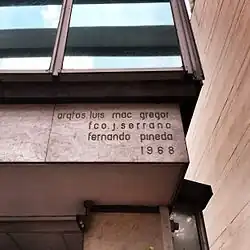 arqtos. luis mac gregor
fco. j. serrano
fernando pineda
1968